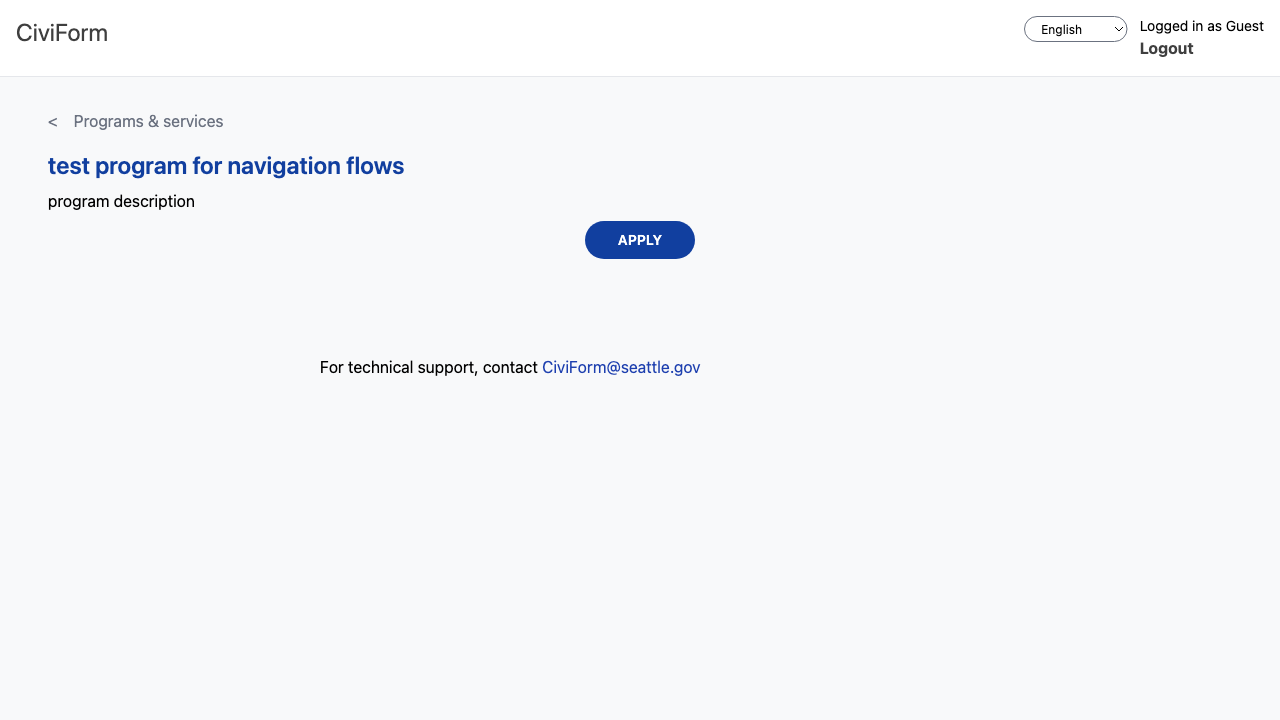 CiviForm
English
Logged in as Guest
Logout
< Programs & services
test program for navigation flows
program description
APPLY
For technical support, contact CiviForm@seattle.gov